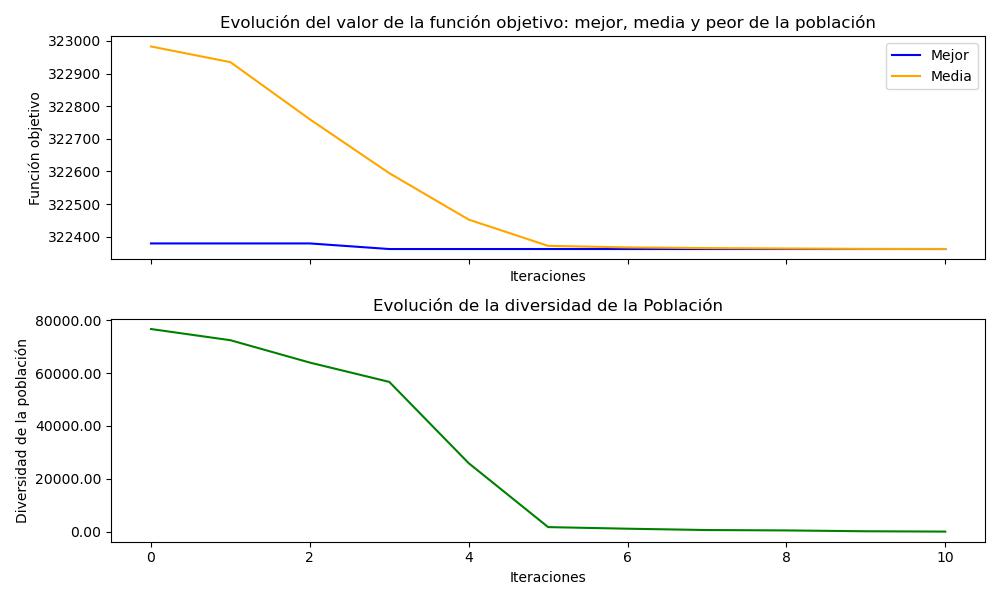 Evolución del valor de la función objetivo: mejor, media y peor de la población
Función objetivo
323000
322900
322800
322700
322600
322500
322400
Mejor
Media
Iteraciones
Evolución de la diversidad de la Población
Diversidad de la población
80000.00
60000.00
40000.00
20000.00
0.00
0 2 4 6 8 10
Iteraciones